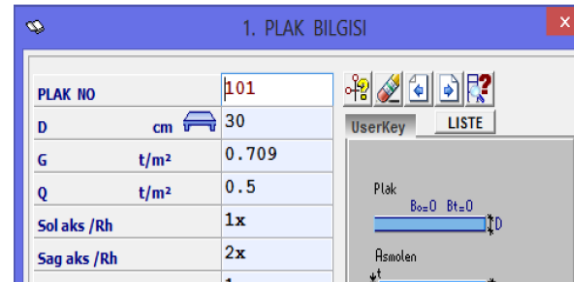 1. PLAK BILGISI
x
PLAK NO 101
D cm 30
G t/m² 0.709
Q t/m² 0.5
Sol aks /Rh 1x
Sag aks /Rh 2x
UserKey LISTE
Plak
Bo=0 Bt=0
D
Asmolen
t